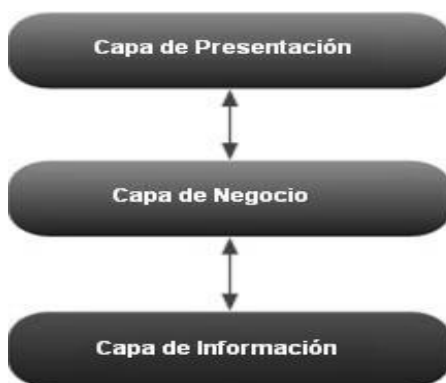 Capa de Presentación
Capa de Negocio
Capa de Información